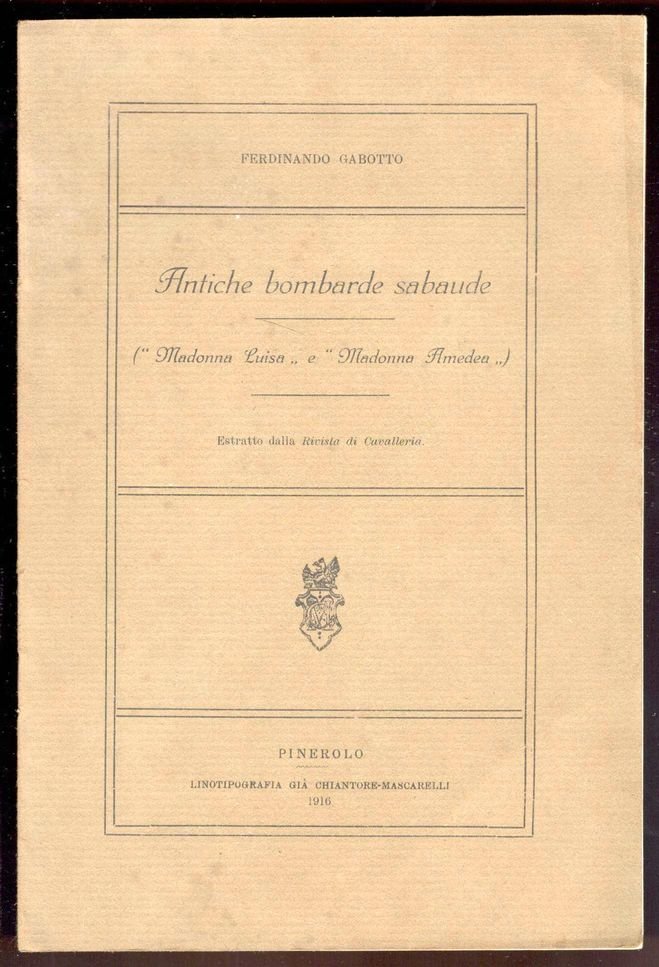 FERDINANDO GABOTTO
Antiche bombarde sabaude
(" Madonna Luisa „ e " Madonna Amedea „)
Estratto dalla Rivista di Cavalleria.
PINEROLO
LINOTIPOGRAFIA GIÀ CHIANTORE-MASCARELLI
1916